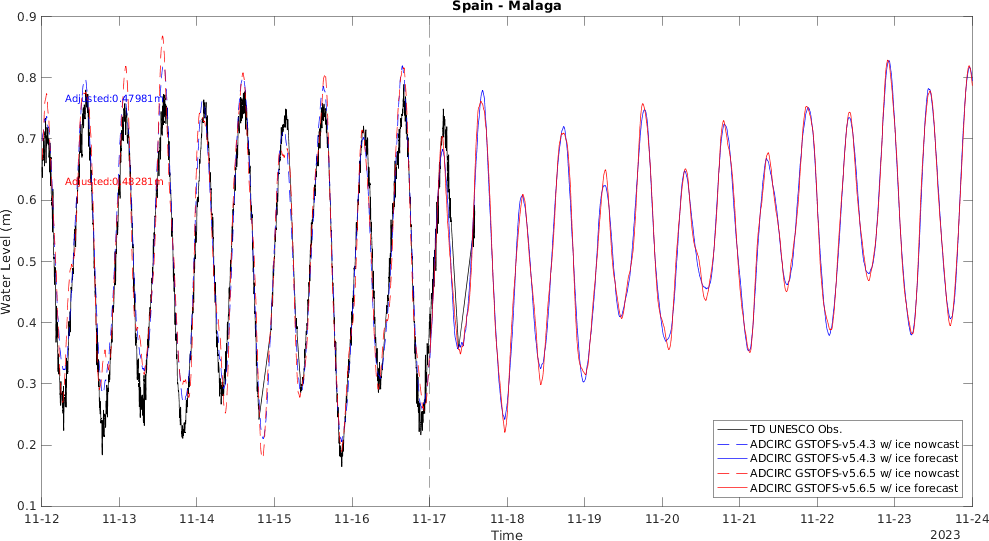 Spain - Malaga
0.9
0.8
0.7
0.6
0.5
0.4
0.3
0.2
0.1
Water Level (m)
Adjusted:0.47981m
Adjusted:0.48281m
TD UNESCO Obs.
ADCIRC GSTOFS-v5.4.3 w/ ice nowcast
ADCIRC GSTOFS-v5.4.3 w/ ice forecast
ADCIRC GSTOFS-v5.6.5 w/ ice nowcast
ADCIRC GSTOFS-v5.6.5 w/ ice forecast
11-12 11-13 11-14 11-15 11-16 11-17 11-18 11-19 11-20 11-21 11-22 11-23 11-24
Time
2023